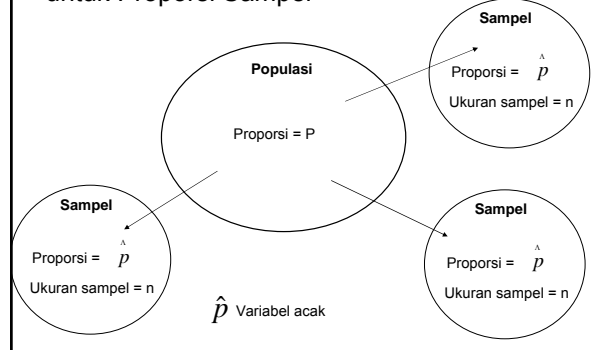 untuk Proporsi Sampel
Sampel
Proporsi = p̂
Ukuran sampel = n
Populasi
Proporsi = P
Sampel
Proporsi = p̂
Ukuran sampel = n
Sampel
Proporsi = p̂
Ukuran sampel = n
p̂ Variabel acak